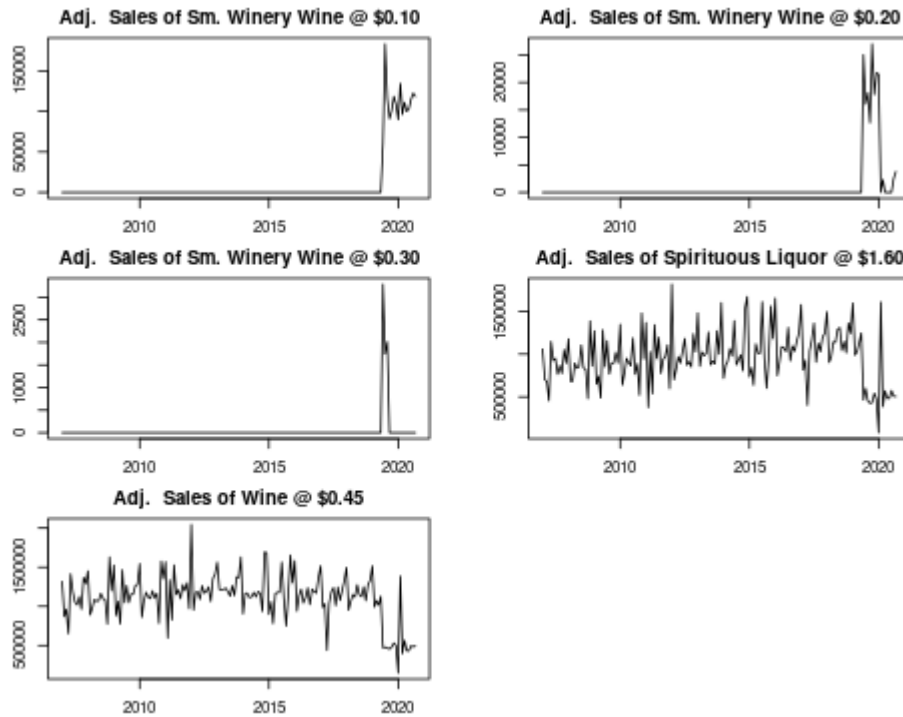 Adj. Sales of Sm. Winery Wine @ $0.10
0 50000 150000
2010 2015 2020
Adj. Sales of Sm. Winery Wine @ $0.20
0 10000 20000
2010 2015 2020
Adj. Sales of Sm. Winery Wine @ $0.30
0 1000 2500
2010 2015 2020
Adj. Sales of Spirituous Liquor @ $1.60
500000 1500000
2010 2015 2020
Adj. Sales of Wine @ $0.45
500000 1500000
2010 2015 2020